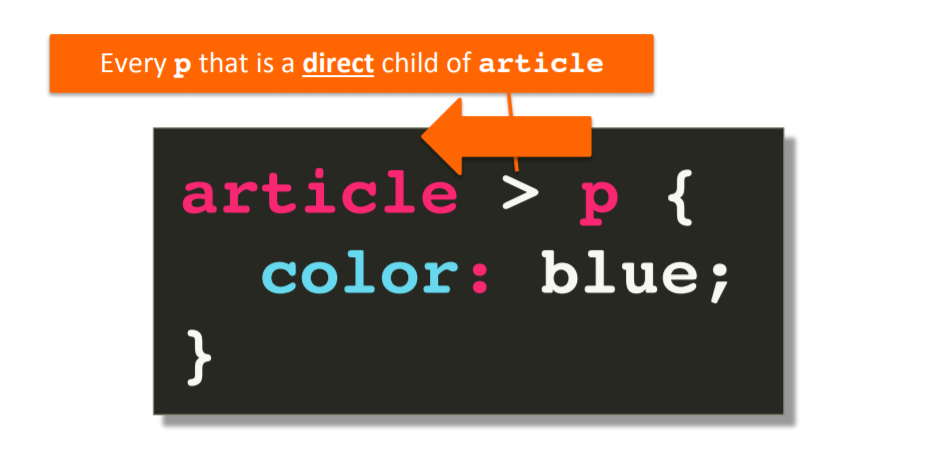 Every p that is a direct child of article
article > p {
color: blue;
}